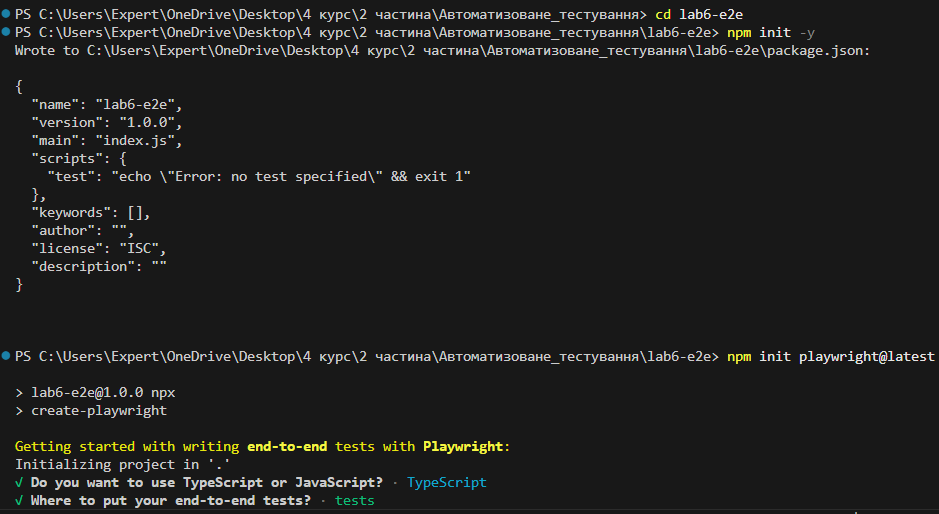 PS C:\Users\Expert\OneDrive\Desktop\4 курс\2 частина\Автоматизоване_тестування> cd lab6-e2e
PS C:\Users\Expert\OneDrive\Desktop\4 курс\2 частина\Автоматизоване_тестування\lab6-e2e> npm init -y
Wrote to C:\Users\Expert\OneDrive\Desktop\4 курс\2 частина\Автоматизоване_тестування\lab6-e2e\package.json:
{
  "name": "lab6-e2e",
  "version": "1.0.0",
  "main": "index.js",
  "scripts": {
    "test": "echo \"Error: no test specified\" && exit 1"
  },
  "keywords": [],
  "author": "",
  "license": "ISC",
  "description": ""
}
PS C:\Users\Expert\OneDrive\Desktop\4 курс\2 частина\Автоматизоване_тестування\lab6-e2e> npm init playwright@latest
> lab6-e2e@1.0.0 npx
> create-playwright
Getting started with writing end-to-end tests with Playwright:
Initializing project in '.'
√ Do you want to use TypeScript or JavaScript? · TypeScript
√ Where to put your end-to-end tests? · tests